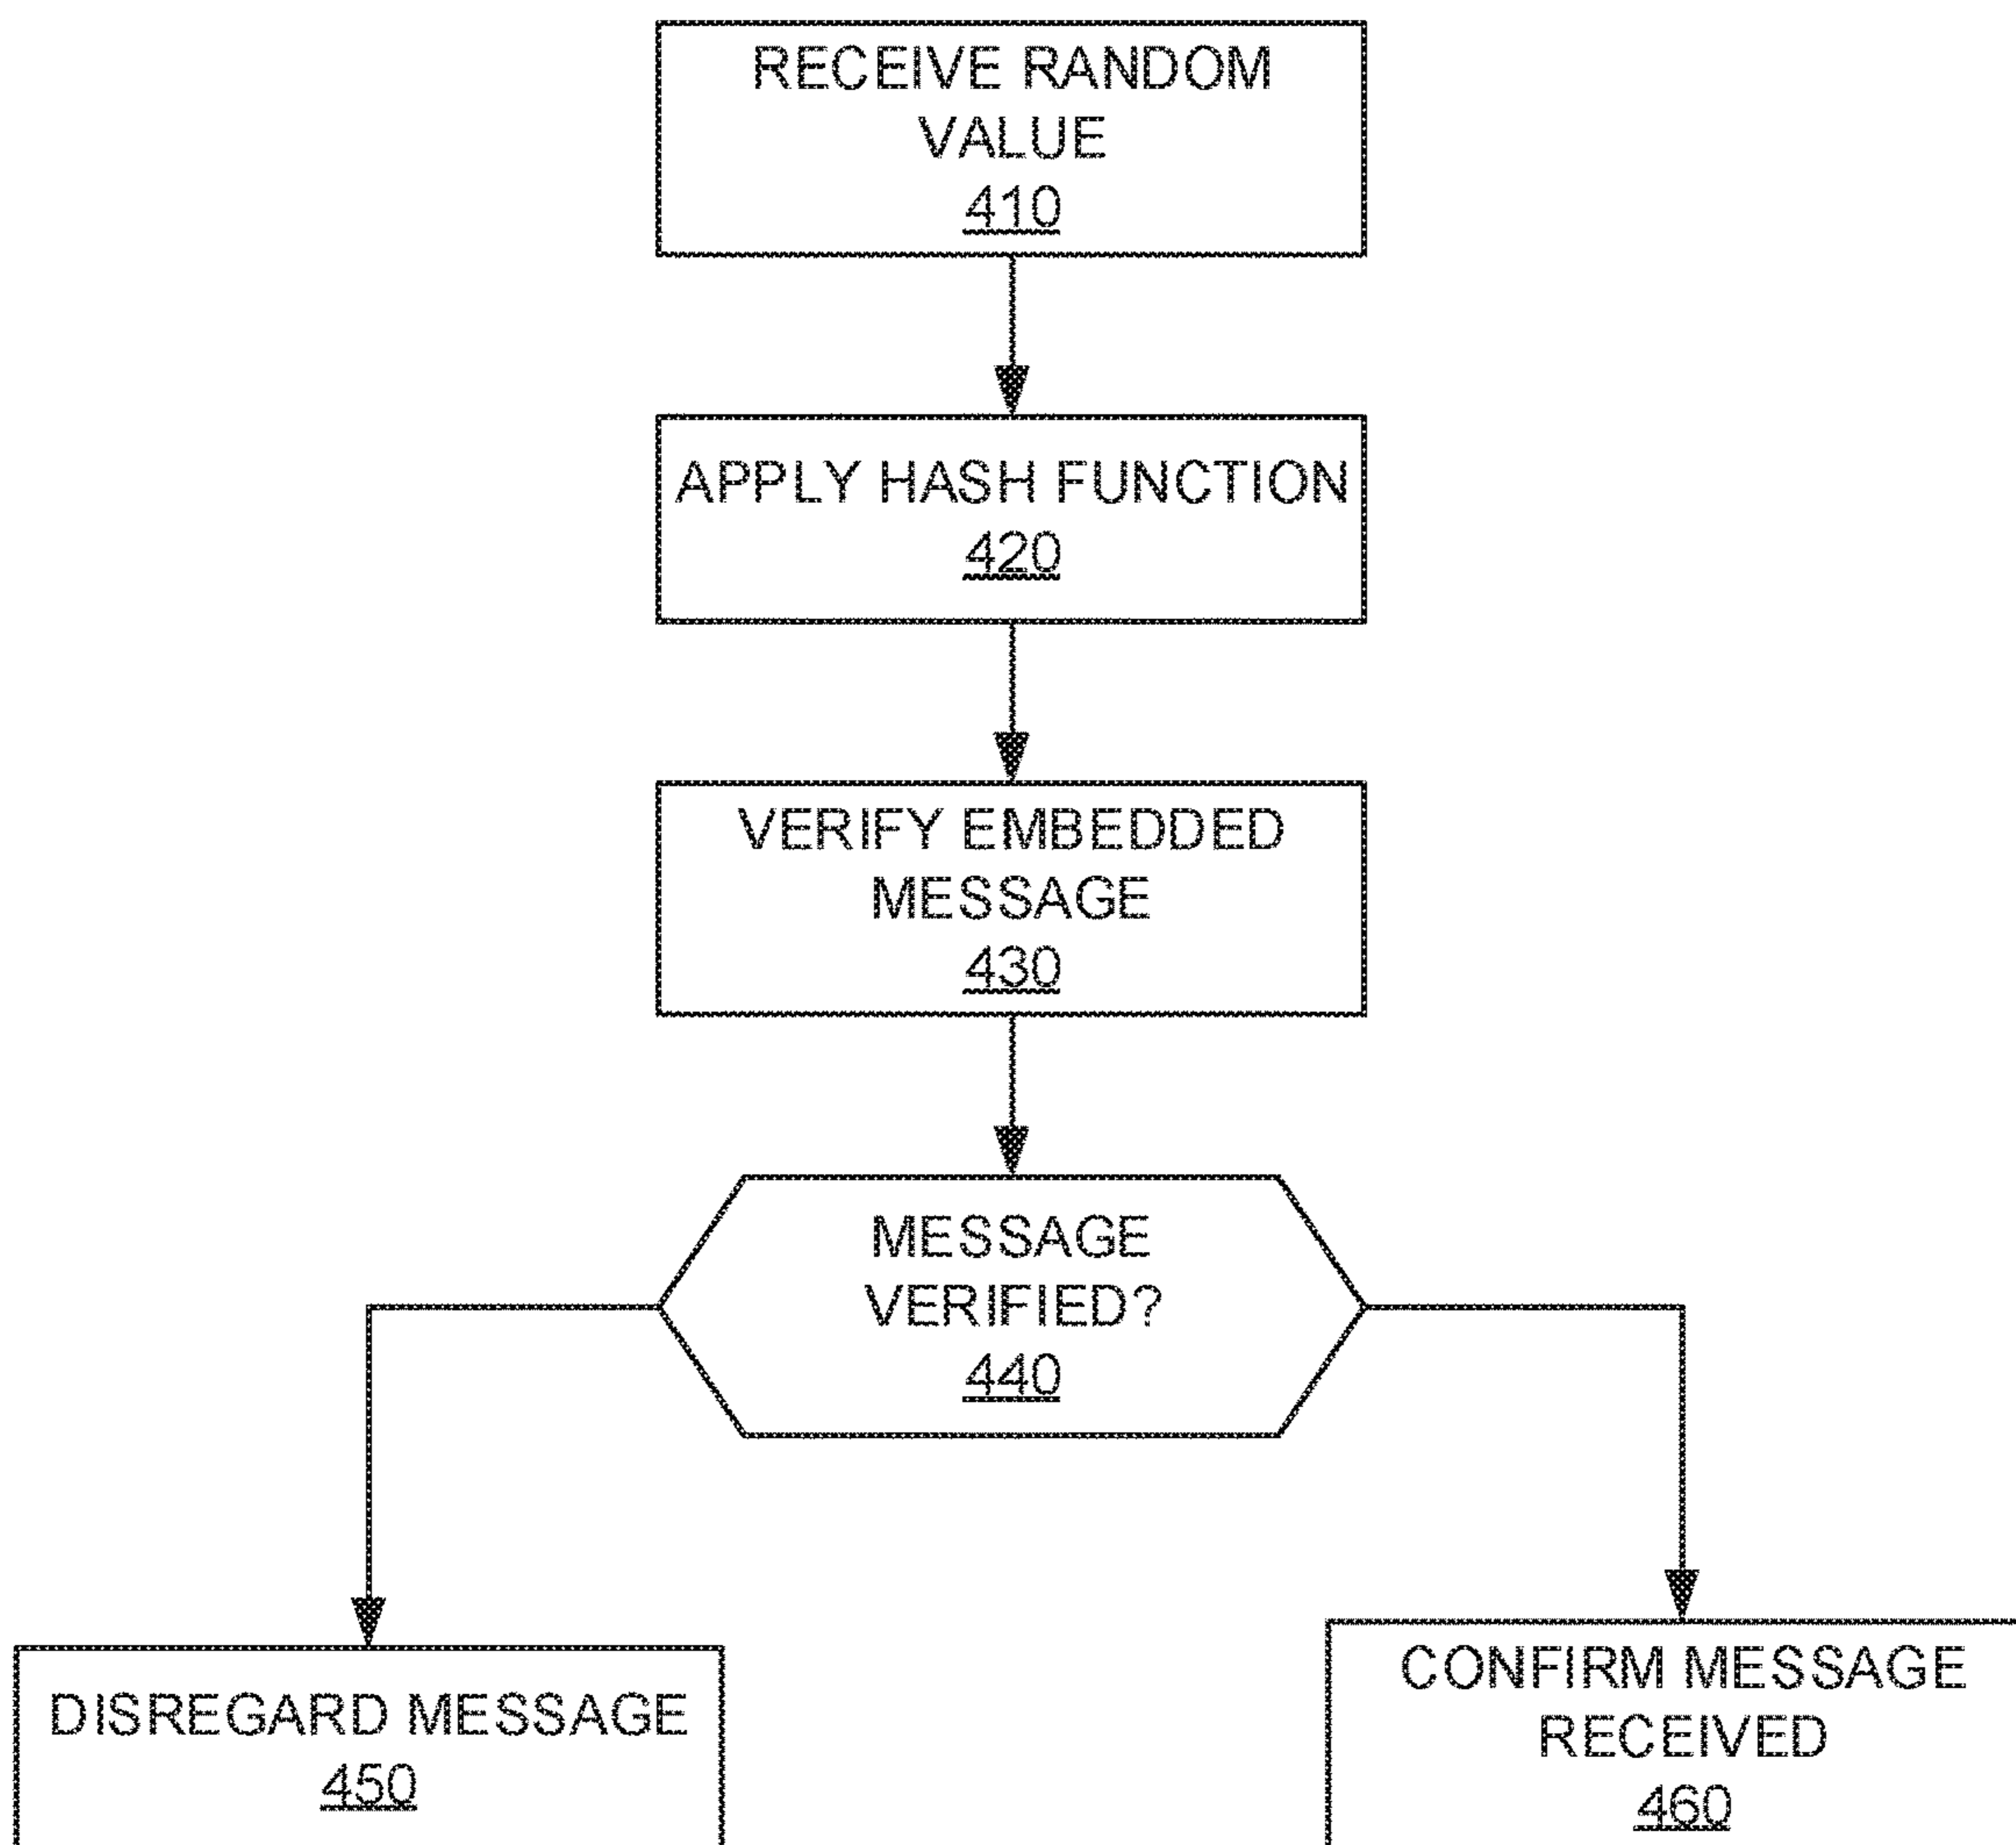 RECEIVE RANDOM
VALUE
410
APPLY HASH FUNCTION
420
VERIFY EMBEDDED
MESSAGE
430
MESSAGE
VERIFIED?
440
DISREGARD MESSAGE
450
CONFIRM MESSAGE
RECEIVED
460